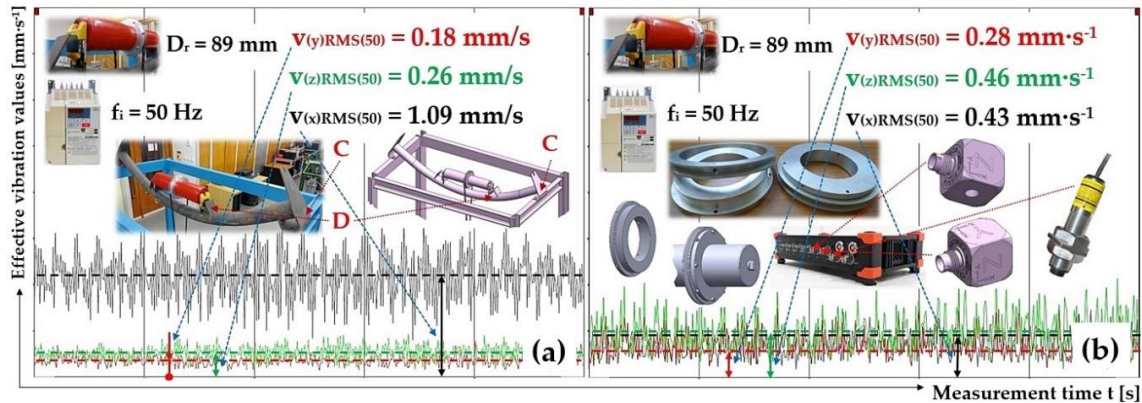 Effective vibration values [mm·s⁻¹]
Dᵣ = 89 mm
fᵢ = 50 Hz
v(y)RMS(50) = 0.18 mm/s
v(z)RMS(50) = 0.26 mm/s
v(x)RMS(50) = 1.09 mm/s
C
C
D
(a)
Dᵣ = 89 mm
fᵢ = 50 Hz
v(y)RMS(50) = 0.28 mm·s⁻¹
v(z)RMS(50) = 0.46 mm·s⁻¹
v(x)RMS(50) = 0.43 mm·s⁻¹
Z
Z
(b)
Measurement time t [s]